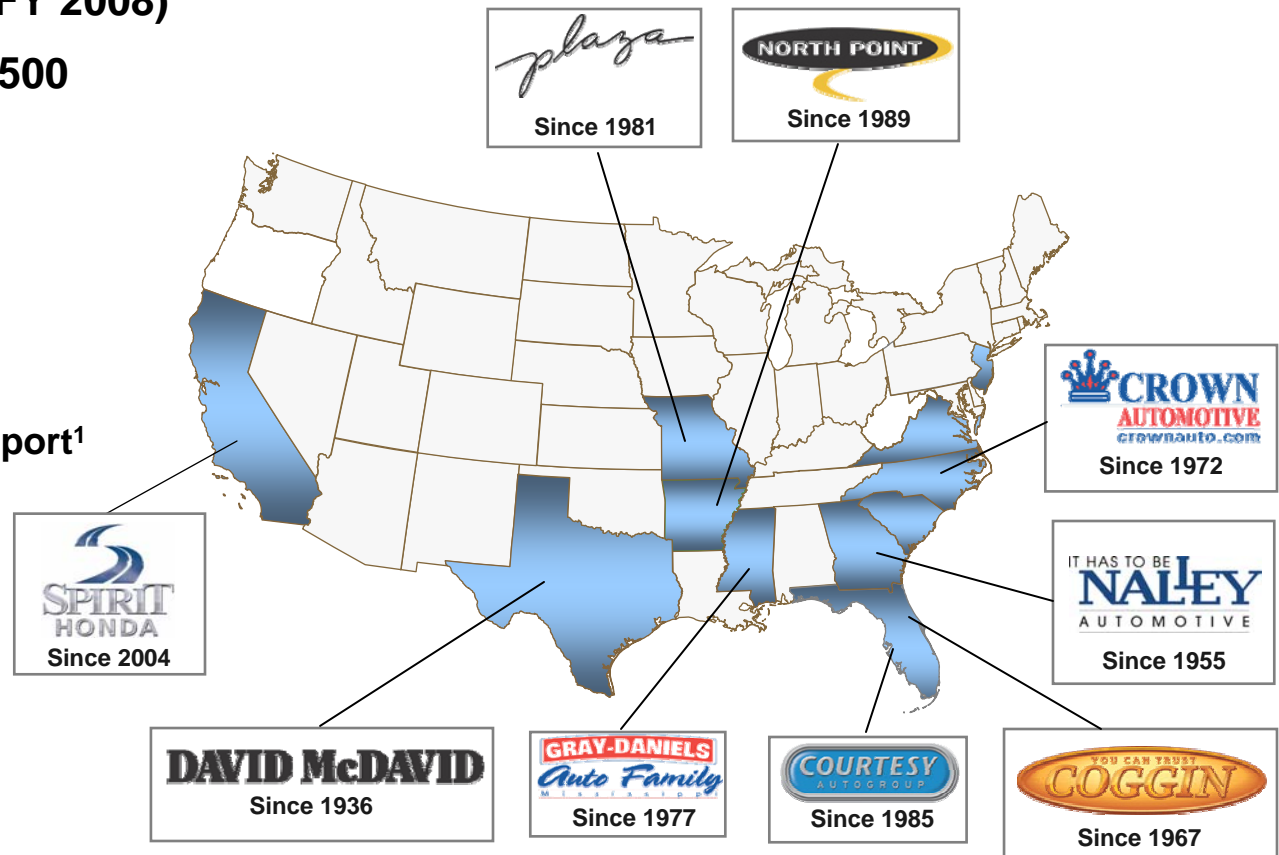 FY 2008)
500
port¹
plaza
Since 1981
NORTH POINT
Since 1989
CROWN
AUTOMOTIVE
crownauto.com
Since 1972
IT HAS TO BE
NALLEY
AUTOMOTIVE
Since 1955
SPIRIT
HONDA
Since 2004
DAVID McDAVID
Since 1936
GRAY-DANIELS
Auto Family
Mississippi
Since 1977
COURTESY
AUTOGROUP
Since 1985
YOU CAN TRUST
COGGIN
Since 1967